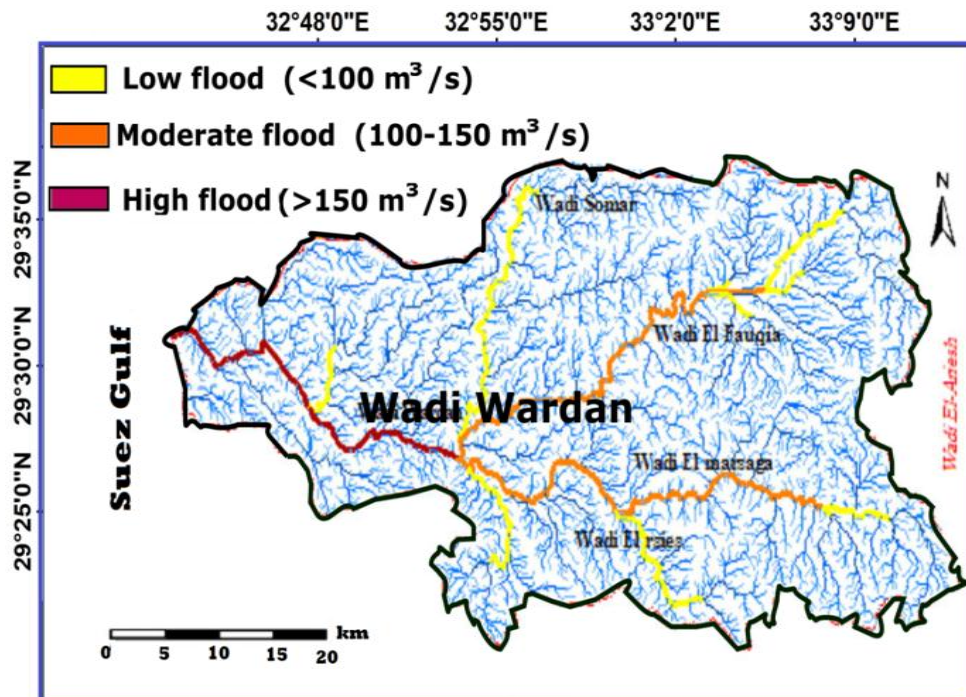 32°48'0"E 32°55'0"E 33°2'0"E 33°9'0"E
Low flood (<100 m³/s)
Moderate flood (100-150 m³/s)
High flood (>150 m³/s)
29°35'0"N
29°30'0"N
29°25'0"N
N
Wadi Somar
Wadi El Fauqia
Suez Gulf
Wadi Wardan
Wadi El-Ariesh
Wadi El matsaga
Wadi El rsies
km
0 5 10 15 20